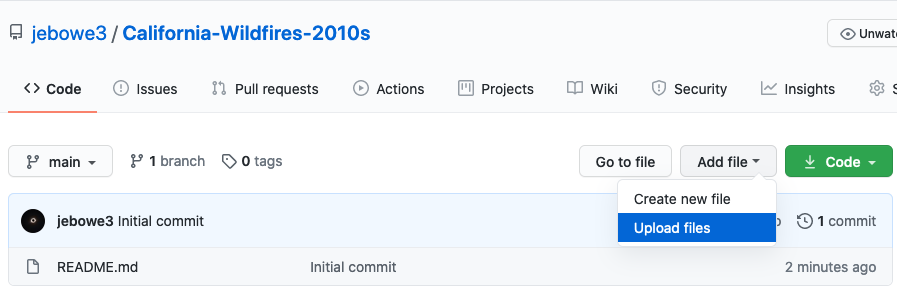 jebowe3 / California-Wildfires-2010s
Code Issues Pull requests Actions Projects Wiki Security Insights
main 1 branch 0 tags Go to file Add file Code
Create new file
Upload files
jebowe3 Initial commit 1 commit
README.md Initial commit 2 minutes ago